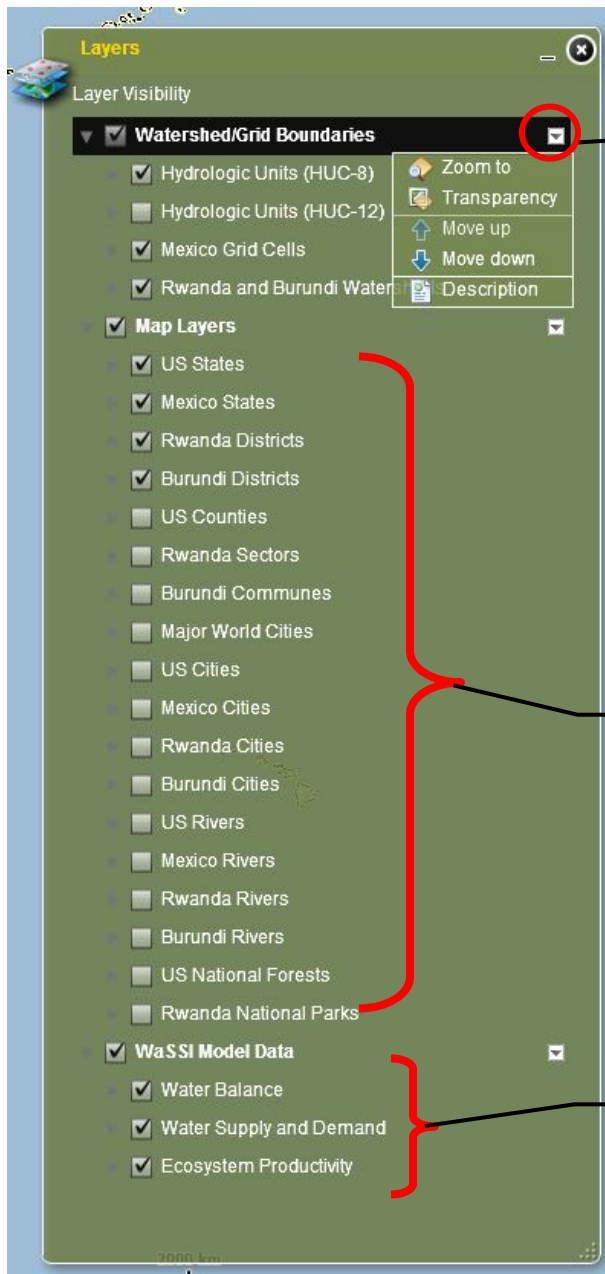 Layers
Layer Visibility
Watershed/Grid Boundaries
Hydrologic Units (HUC-8)
Zoom to
Transparency
Hydrologic Units (HUC-12)
Move up
Mexico Grid Cells
Move down
Rwanda and Burundi Watersheds
Description
Map Layers
US States
Mexico States
Rwanda Districts
Burundi Districts
US Counties
Rwanda Sectors
Burundi Communes
Major World Cities
US Cities
Mexico Cities
Rwanda Cities
Burundi Cities
US Rivers
Mexico Rivers
Rwanda Rivers
Burundi Rivers
US National Forests
Rwanda National Parks
WaSSI Model Data
Water Balance
Water Supply and Demand
Ecosystem Productivity
2000 km